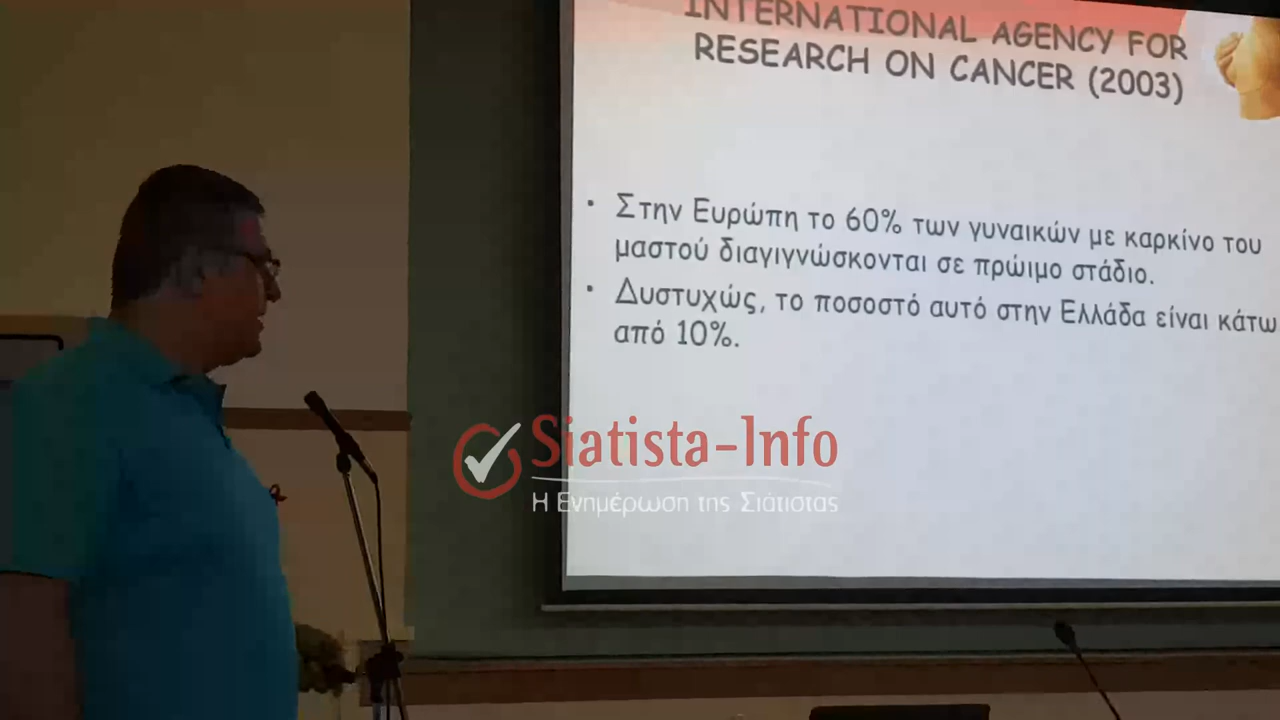 INTERNATIONAL AGENCY FOR
RESEARCH ON CANCER (2003)
• Στην Ευρώπη το 60% των γυναικών με καρκίνο του
μαστού διαγιγνώσκονται σε πρώιμο στάδιο.
• Δυστυχώς, το ποσοστό αυτό στην Ελλάδα είναι κάτω
από 10%.
Siatista-Info
Η Ενημέρωση της Σιάτιστας